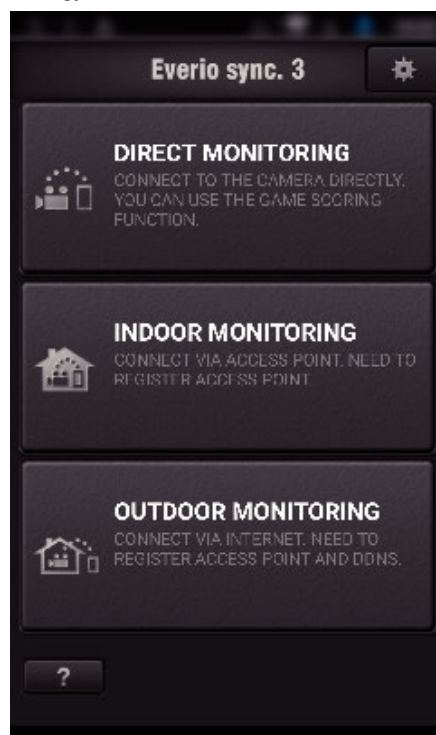 Everio sync. 3
DIRECT MONITORING
CONNECT TO THE CAMERA DIRECTLY.
YOU CAN USE THE GAME SCORING
FUNCTION.
INDOOR MONITORING
CONNECT VIA ACCESS POINT. NEED TO
REGISTER ACCESS POINT.
OUTDOOR MONITORING
CONNECT VIA INTERNET. NEED TO
REGISTER ACCESS POINT AND DDNS.
?